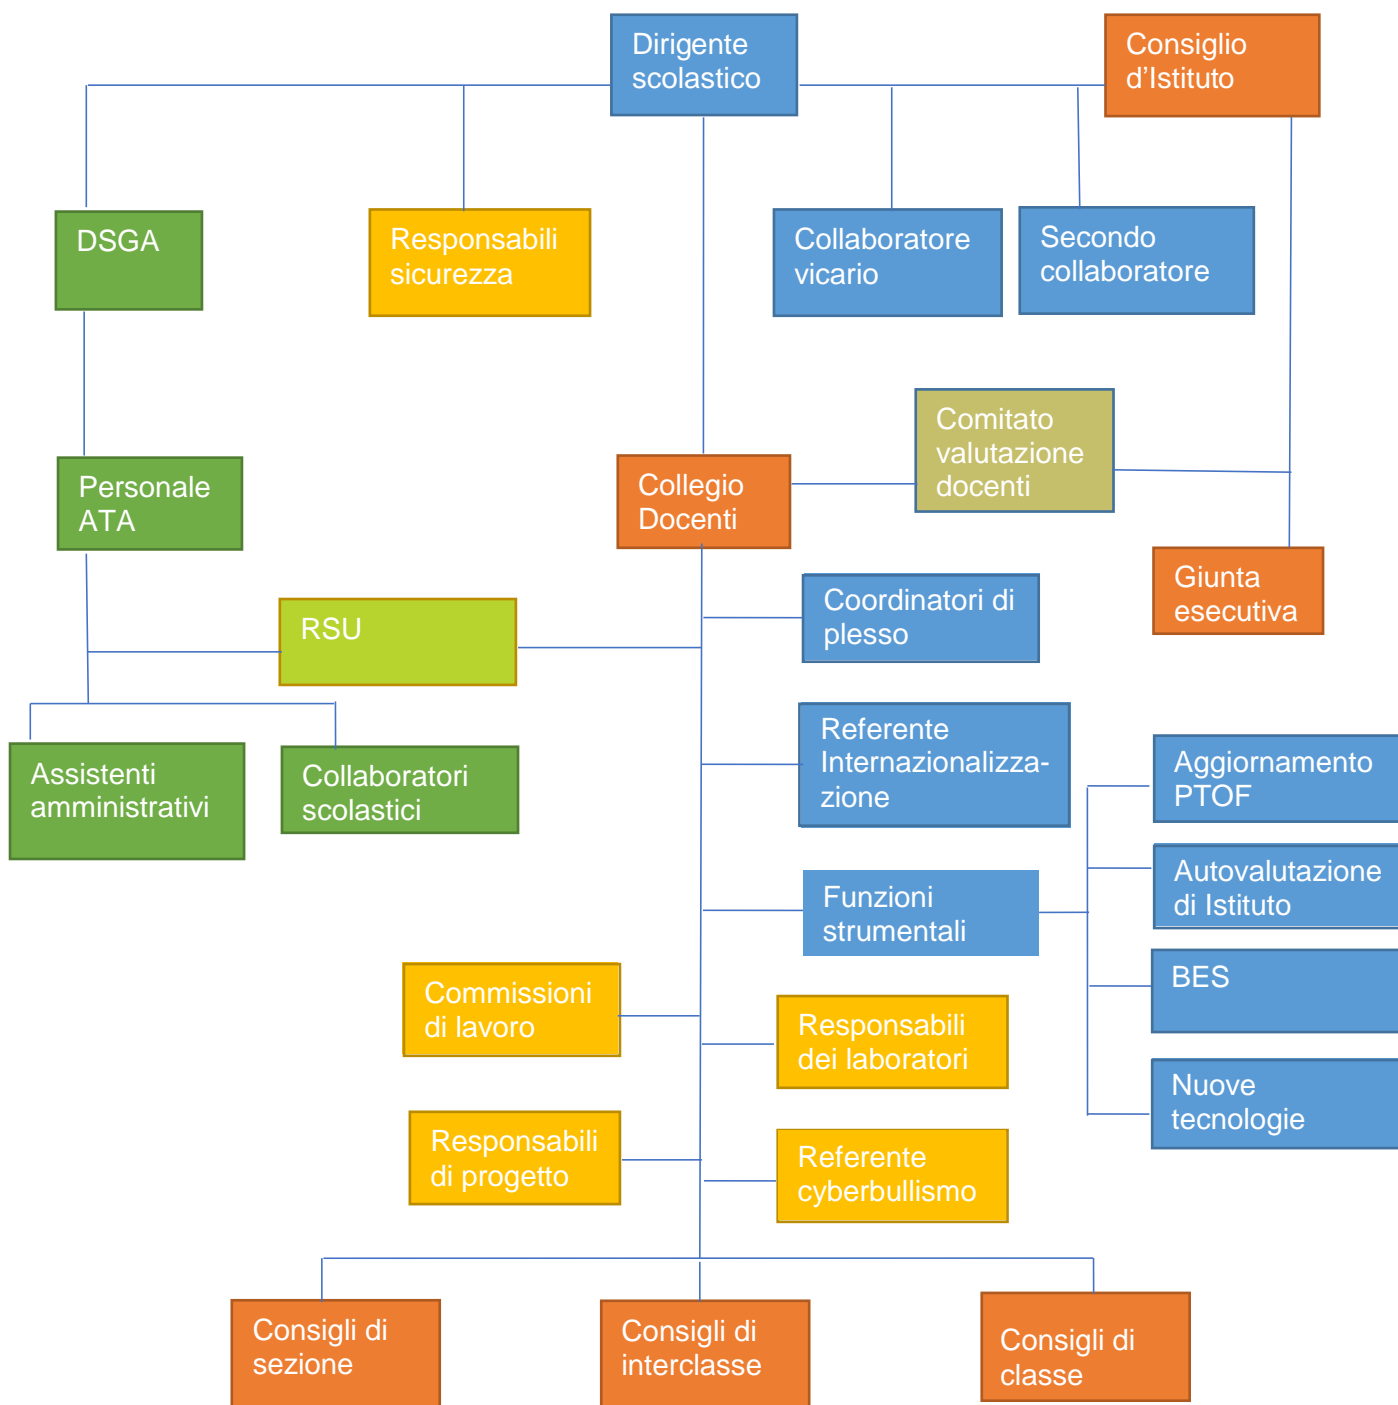 Dirigente
scolastico
Consiglio
d’Istituto
DSGA
Responsabili
sicurezza
Collaboratore
vicario
Secondo
collaboratore
Comitato
valutazione
docenti
Personale
ATA
Collegio
Docenti
Giunta
esecutiva
Coordinatori di
plesso
RSU
Referente
Internazionalizza-
zione
Aggiornamento
PTOF
Assistenti
amministrativi
Collaboratori
scolastici
Autovalutazione
di Istituto
Funzioni
strumentali
BES
Commissioni
di lavoro
Responsabili
dei laboratori
Nuove
tecnologie
Responsabili
di progetto
Referente
cyberbullismo
Consigli di
sezione
Consigli di
interclasse
Consigli di
classe